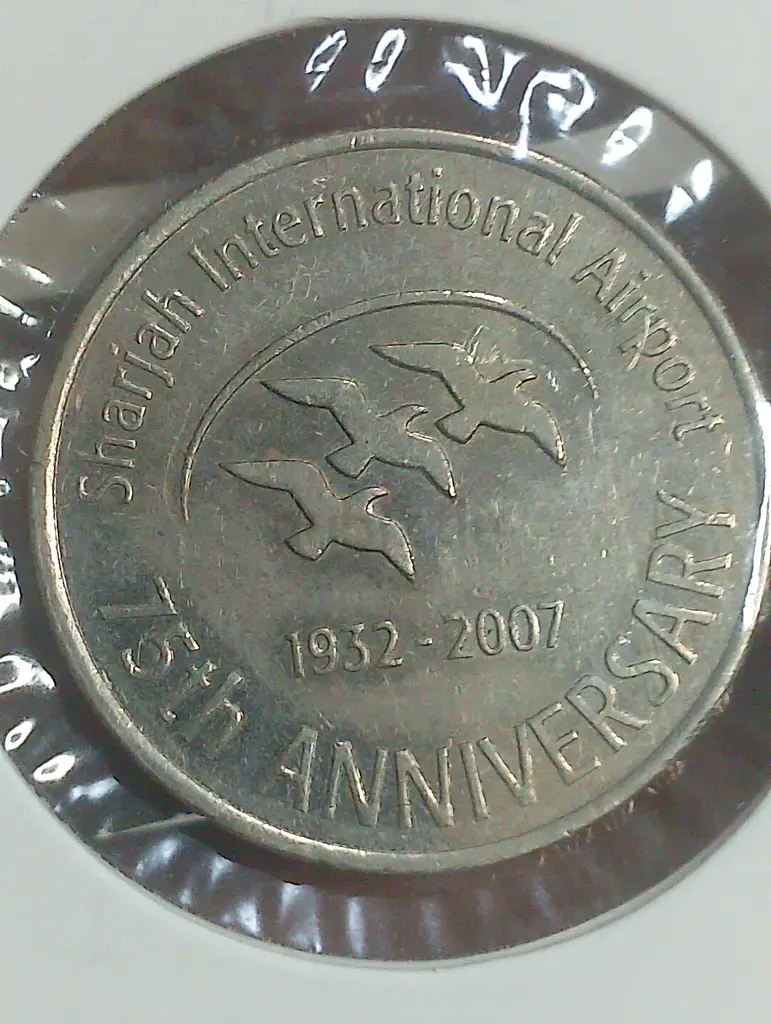 Sharjah International Airport
1932-2007
75th ANNIVERSARY